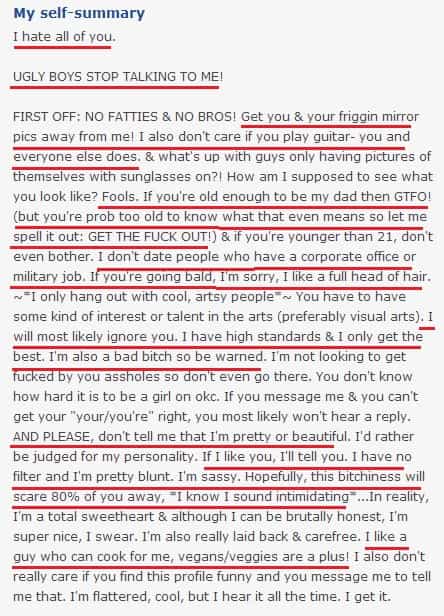 My self-summary
I hate all of you.
UGLY BOYS STOP TALKING TO ME!
FIRST OFF: NO FATTIES & NO BROS! Get you & your friggin mirror
pics away from me! I also don't care if you play guitar- you and
everyone else does. & what's up with guys only having pictures of
themselves with sunglasses on?! How am I supposed to see what
you look like? Fools. If you're old enough to be my dad then GTFO!
(but you're prob too old to know what that even means so let me
spell it out: GET THE FUCK OUT!) & if you're younger than 21, don't
even bother. I don't date people who have a corporate office or
military job. If you're going bald, I'm sorry, I like a full head of hair.
~*I only hang out with cool, artsy people*~ You have to have
some kind of interest or talent in the arts (preferably visual arts). I
will most likely ignore you. I have high standards & I only get the
best. I'm also a bad bitch so be warned. I'm not looking to get
fucked by you assholes so don't even go there. You don't know
how hard it is to be a girl on okc. If you message me & you can't
get your "your/you're" right, you most likely won't hear a reply.
AND PLEASE, don't tell me that I'm pretty or beautiful. I'd rather
be judged for my personality. If I like you, I'll tell you. I have no
filter and I'm pretty blunt. I'm sassy. Hopefully, this bitchiness will
scare 80% of you away, *I know I sound intimidating*...In reality,
I'm a total sweetheart & although I can be brutally honest, I'm
super nice, I swear. I'm also really laid back & carefree. I like a
guy who can cook for me, vegans/veggies are a plus! I also don't
really care if you find this profile funny and you message me to tell
me that. I'm flattered, cool, but I hear it all the time. I get it.